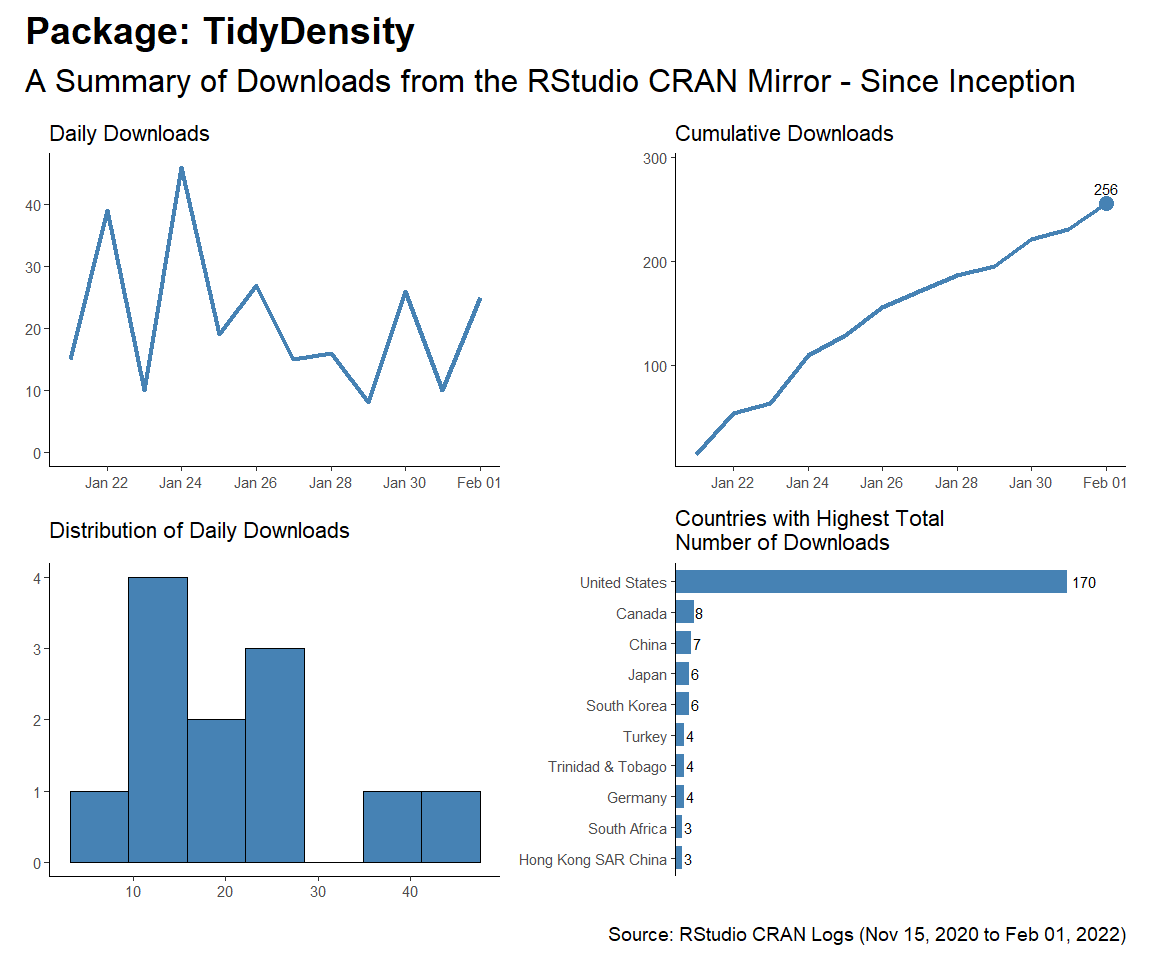 Package: TidyDensity
A Summary of Downloads from the RStudio CRAN Mirror - Since Inception
Daily Downloads
40
30
20
10
0
Jan 22 Jan 24 Jan 26 Jan 28 Jan 30 Feb 01
Cumulative Downloads
300
200
100
256
Jan 22 Jan 24 Jan 26 Jan 28 Jan 30 Feb 01
Distribution of Daily Downloads
4
3
2
1
0
10 20 30 40
Countries with Highest Total
Number of Downloads
United States 170
Canada 8
China 7
Japan 6
South Korea 6
Turkey 4
Trinidad & Tobago 4
Germany 4
South Africa 3
Hong Kong SAR China 3
Source: RStudio CRAN Logs (Nov 15, 2020 to Feb 01, 2022)